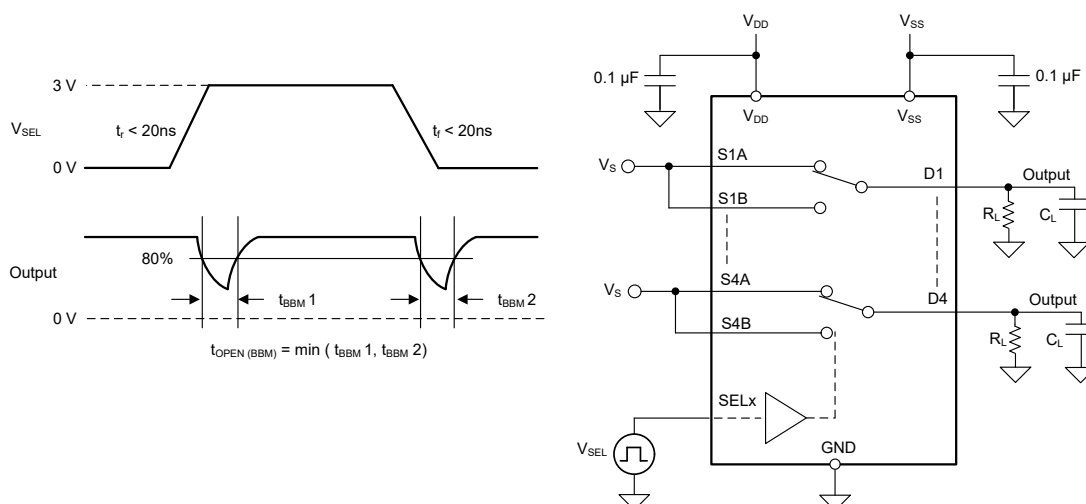 3 V
V_SEL
t_r < 20ns
t_f < 20ns
0 V
80%
Output
t_BBM 1
t_BBM 2
0 V
t_OPEN (BBM) = min ( t_BBM 1, t_BBM 2)
V_DD
V_SS
0.1 µF
0.1 µF
V_DD
V_SS
V_S
S1A
D1
Output
S1B
R_L
C_L
V_S
S4A
D4
Output
S4B
R_L
C_L
SELx
V_SEL
GND